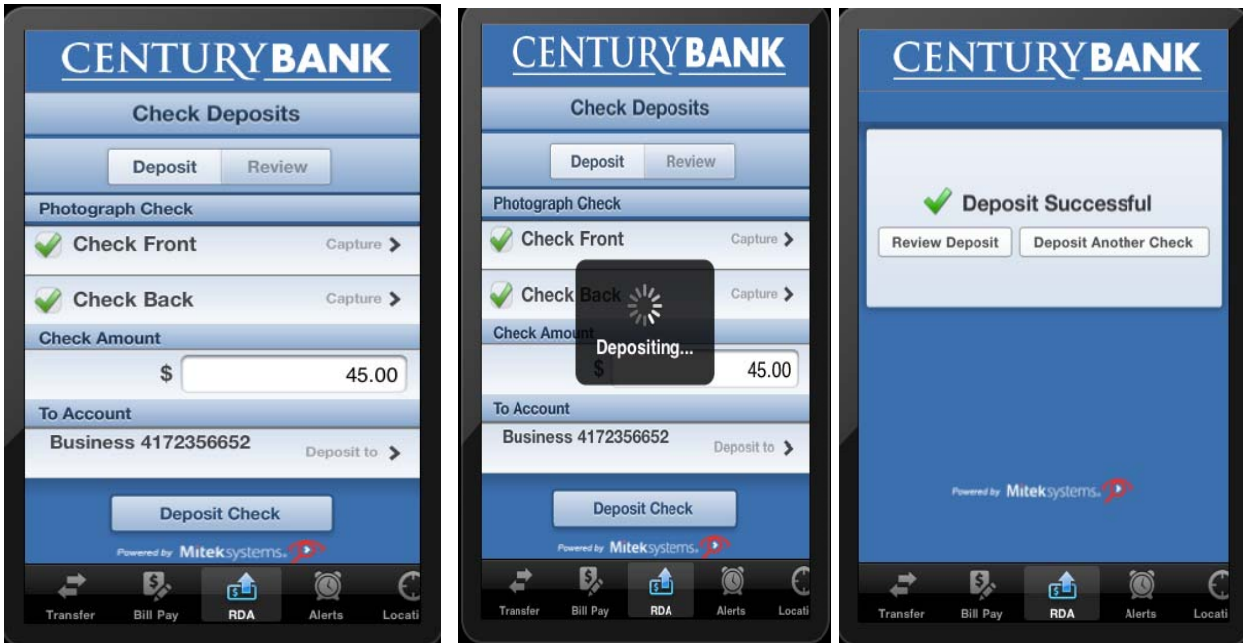 CENTURYBANK
Check Deposits
Deposit Review
Photograph Check
Check Front Capture
Check Back Capture
Check Amount
$ 45.00
To Account
Business 4172356652 Deposit to
Deposit Check
Powered by Miteksystems.
Transfer Bill Pay RDA Alerts Locati
CENTURYBANK
Check Deposits
Deposit Review
Photograph Check
Check Front Capture
Check Back Capture
Check Amount
Depositing...
$ 45.00
To Account
Business 4172356652 Deposit to
Deposit Check
Powered by Miteksystems.
Transfer Bill Pay RDA Alerts Locati
CENTURYBANK
Deposit Successful
Review Deposit Deposit Another Check
Powered by Miteksystems.
Transfer Bill Pay RDA Alerts Locati